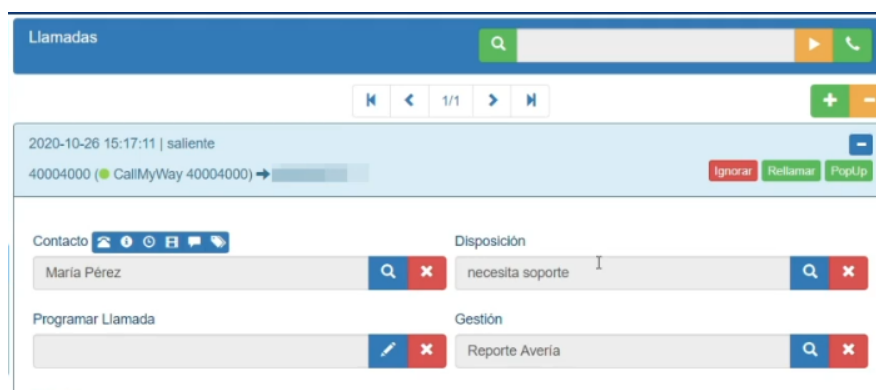 Llamadas
1/1
2020-10-26 15:17:11 | saliente
40004000 (CallMyWay 40004000)
Ignorar Rellamar PopUp
Contacto
Disposición
María Pérez
necesita soporte
Programar Llamada
Gestión
Reporte Avería